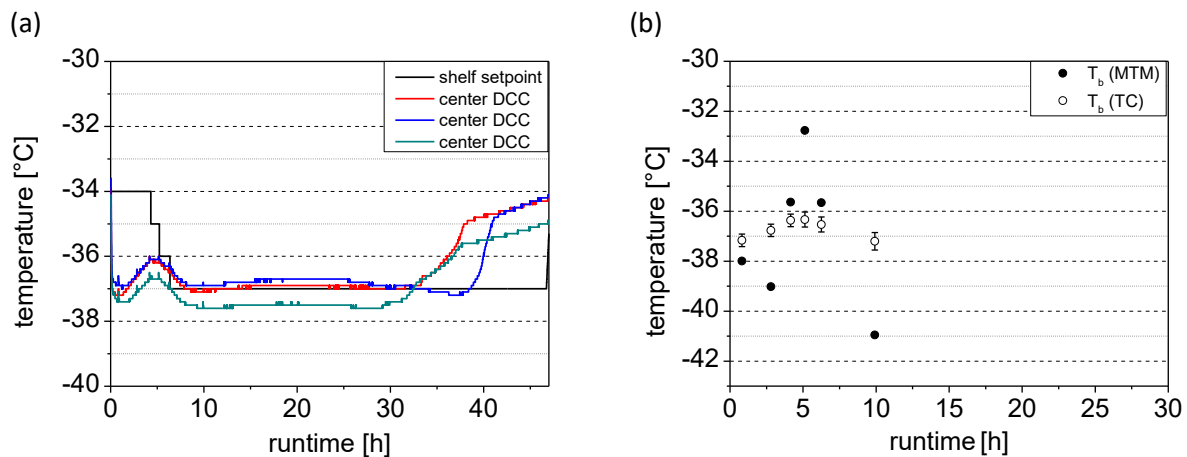 (a)
-30
-32
-34
-36
-38
-40
0
10
20
30
40
temperature [°C]
runtime [h]
shelf setpoint
center DCC
center DCC
center DCC
(b)
-30
-32
-34
-36
-38
-40
-42
0
5
10
15
20
25
30
temperature [°C]
runtime [h]
T_b (MTM)
T_b (TC)